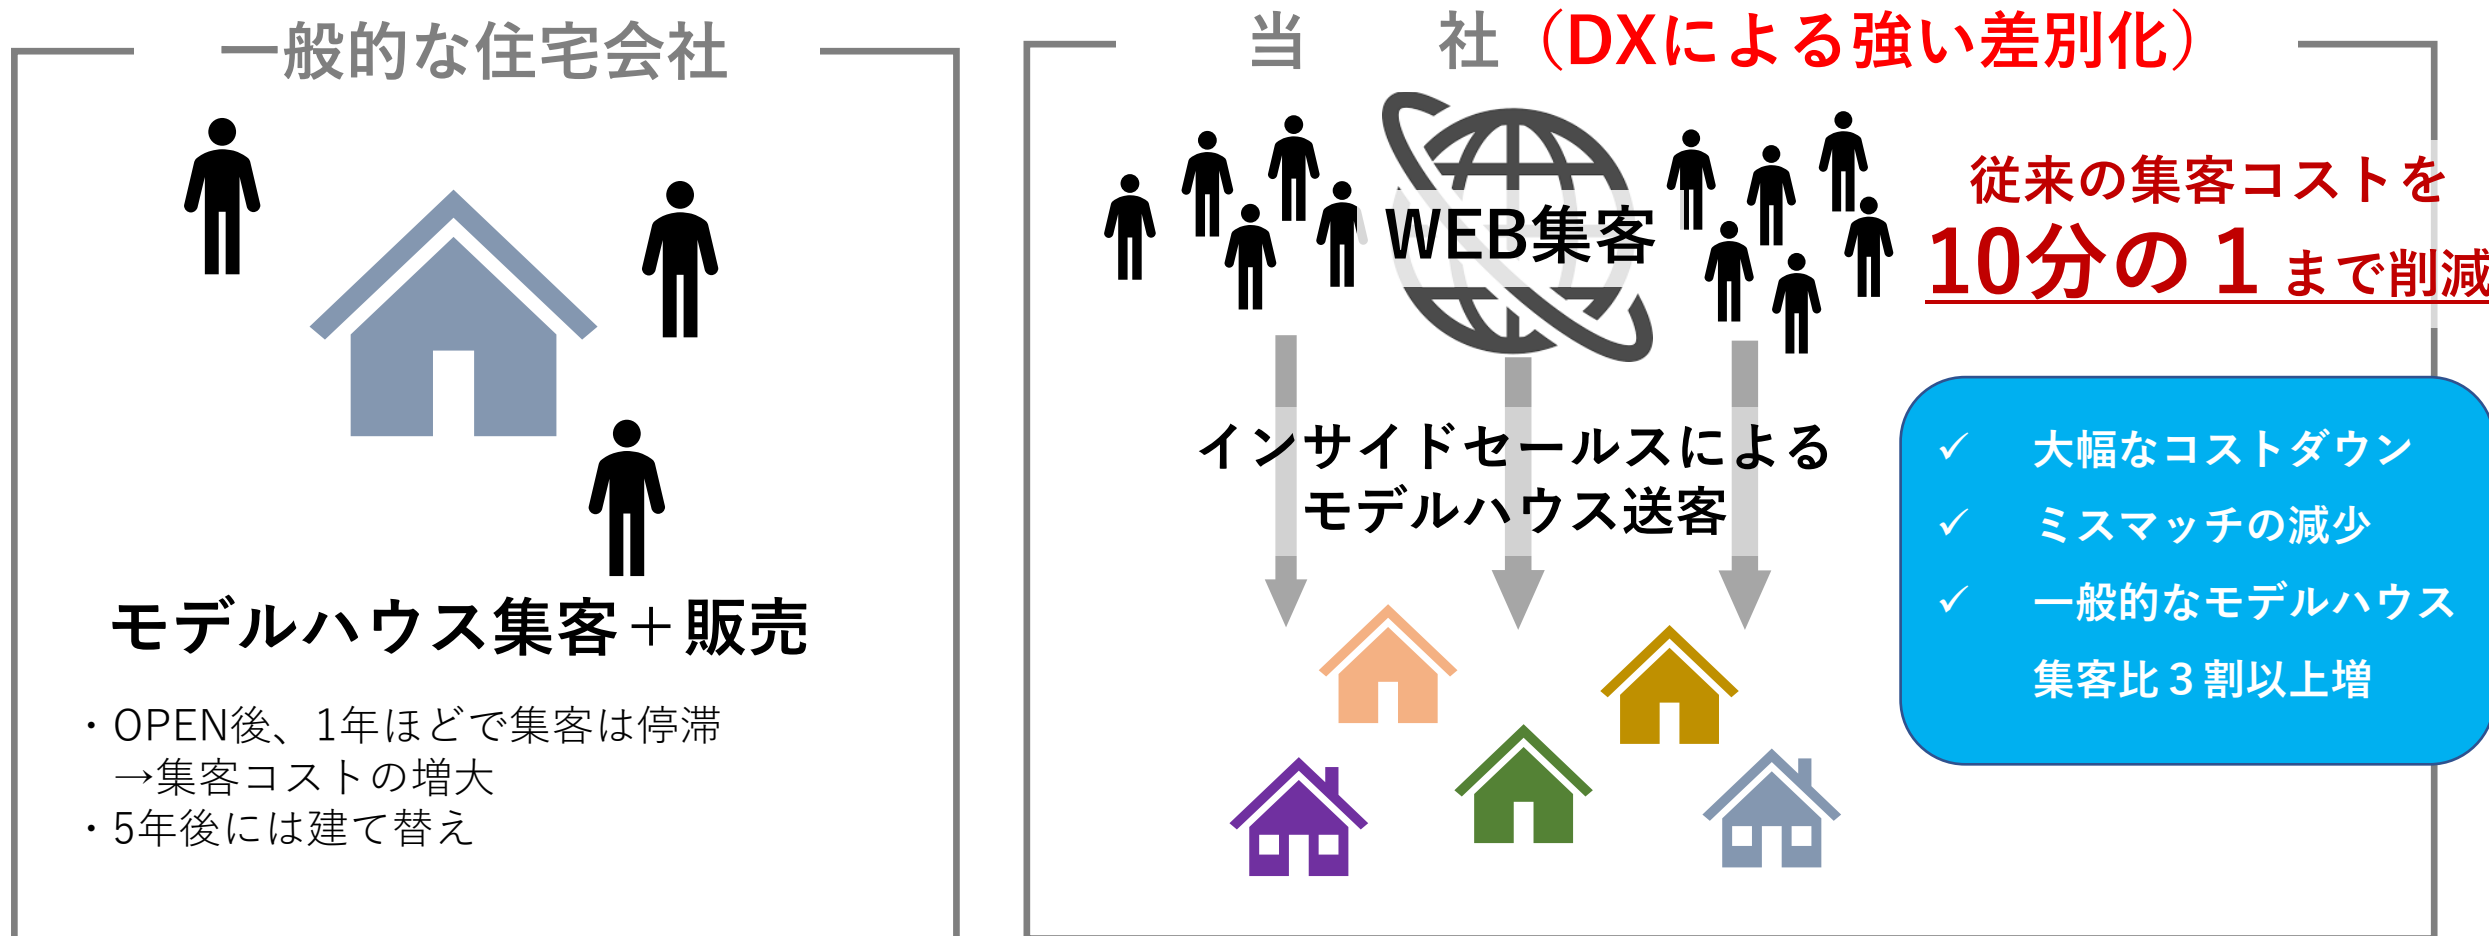 一般的な住宅会社
モデルハウス集客＋販売
・OPEN後、1年ほどで集客は停滞
→集客コストの増大
・5年後には建て替え
当　　社（DXによる強い差別化）
WEB集客
従来の集客コストを
10分の１まで削減
インサイドセールスによる
モデルハウス送客
✓ 大幅なコストダウン
✓ ミスマッチの減少
✓ 一般的なモデルハウス
集客比３割以上増